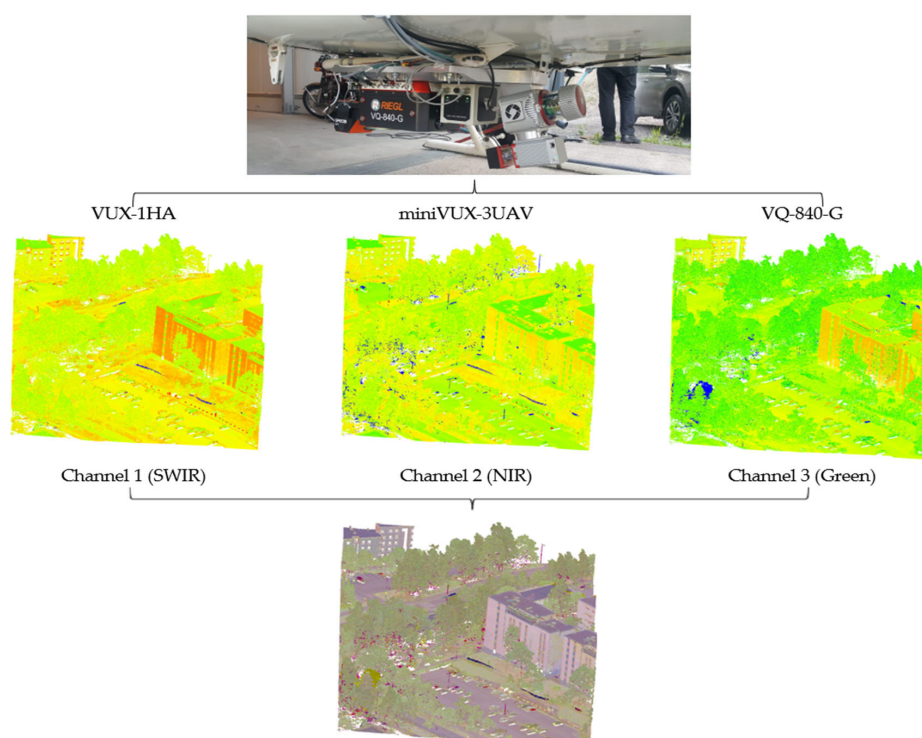 RIEGL
VQ-840-G
VUX-1HA
miniVUX-3UAV
VQ-840-G
Channel 1 (SWIR)
Channel 2 (NIR)
Channel 3 (Green)